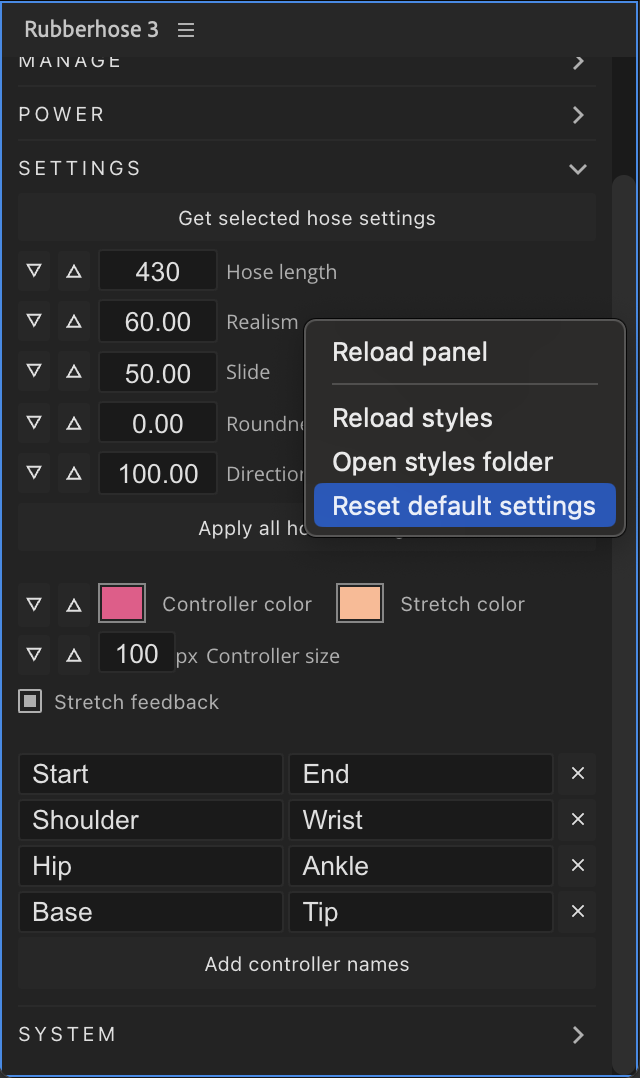 Rubberhose 3
MANAGE
POWER
SETTINGS
Get selected hose settings
430 Hose length
60.00 Realism
50.00 Slide
0.00 Roundne
100.00 Direction
Reload panel
Reload styles
Open styles folder
Reset default settings
Apply all ho
Controller color Stretch color
100 px Controller size
Stretch feedback
Start End
Shoulder Wrist
Hip Ankle
Base Tip
Add controller names
SYSTEM